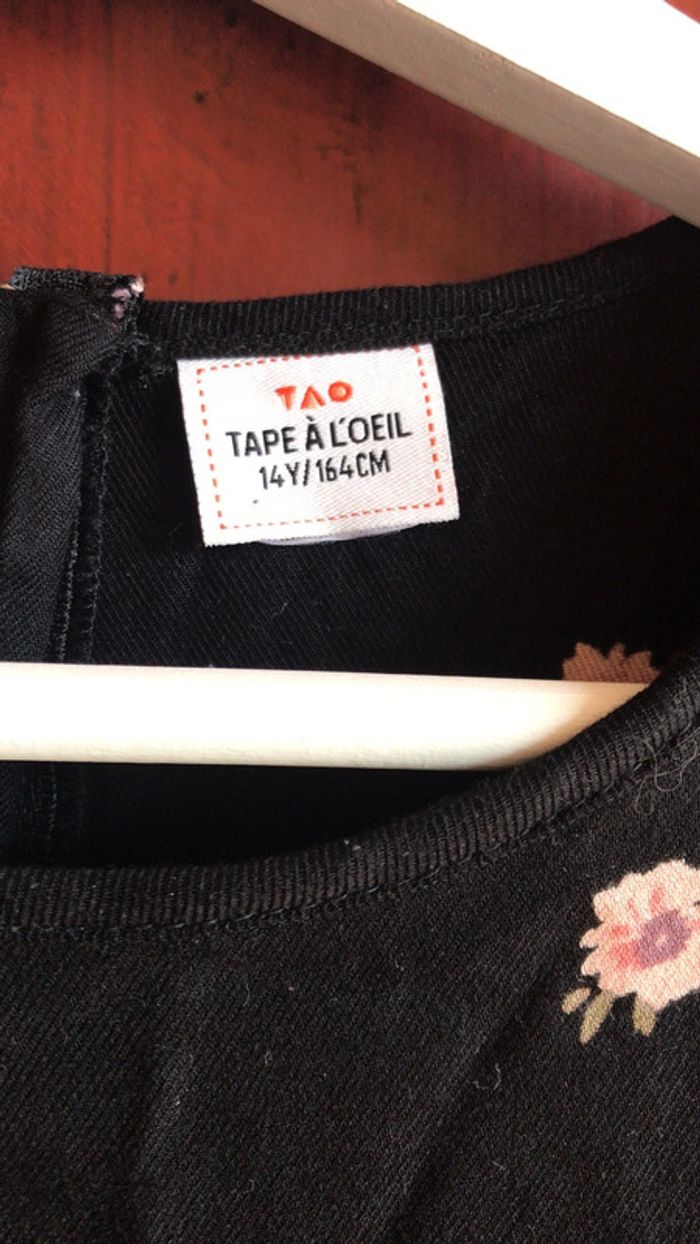 TAO
TAPE À L'OEIL
14Y/164CM